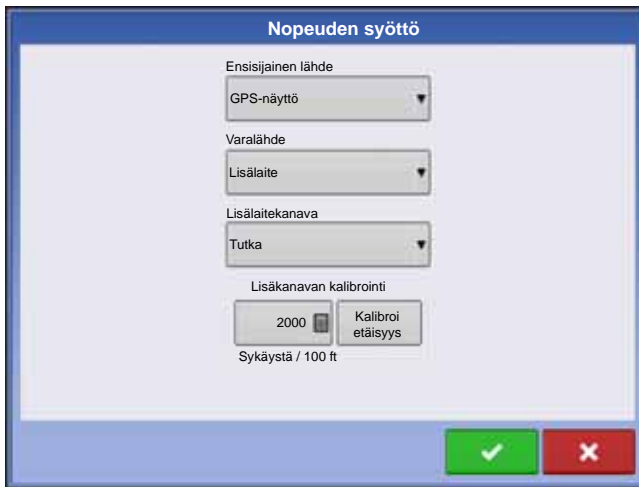 Nopeuden syöttö
Ensisijainen lähde
GPS-näyttö
Varalähde
Lisälaite
Lisälaitekanava
Tutka
Lisäkanavan kalibrointi
2000
Kalibroi
etäisyys
Sykäystä / 100 ft